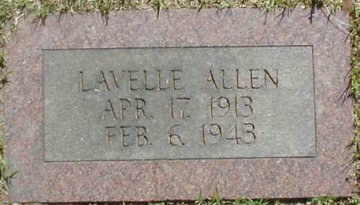 LAVELLE ALLEN
APR. 17. 1913
FEB. 6. 1943